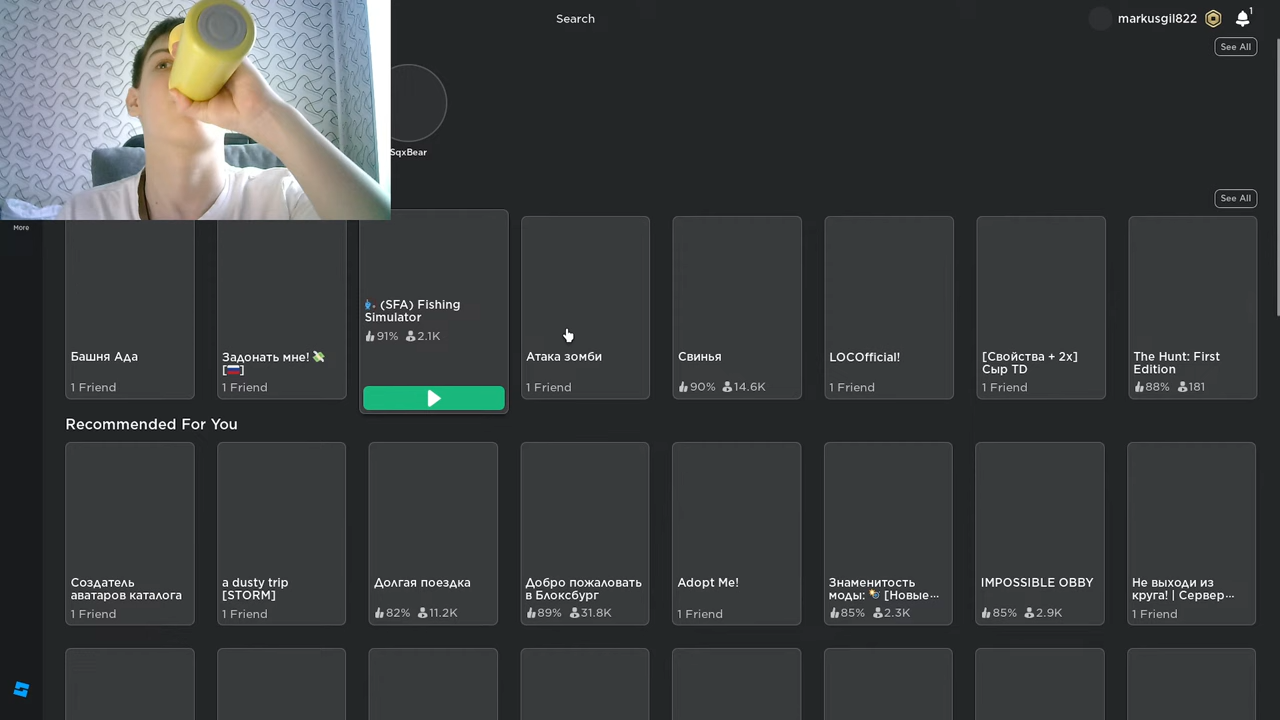 Search
markusgil822
1
See All
SqxBear
See All
More
Башня Ада
1 Friend
Задонать мне! 💸
[🇷🇺]
1 Friend
🎣 (SFA) Fishing
Simulator
91% 2.1K
Атака зомби
1 Friend
Свинья
90% 14.6K
LOCOfficial!
1 Friend
[Свойства + 2x]
Сыр TD
1 Friend
The Hunt: First
Edition
88% 181
Recommended For You
Создатель
аватаров каталога
1 Friend
a dusty trip
[STORM]
1 Friend
Долгая поездка
82% 11.2K
Добро пожаловать
в Блоксбург
89% 31.8K
Adopt Me!
1 Friend
Знаменитость
моды: 💣 [Новые...
85% 2.3K
IMPOSSIBLE OBBY
85% 2.9K
Не выходи из
круга! | Сервер...
1 Friend